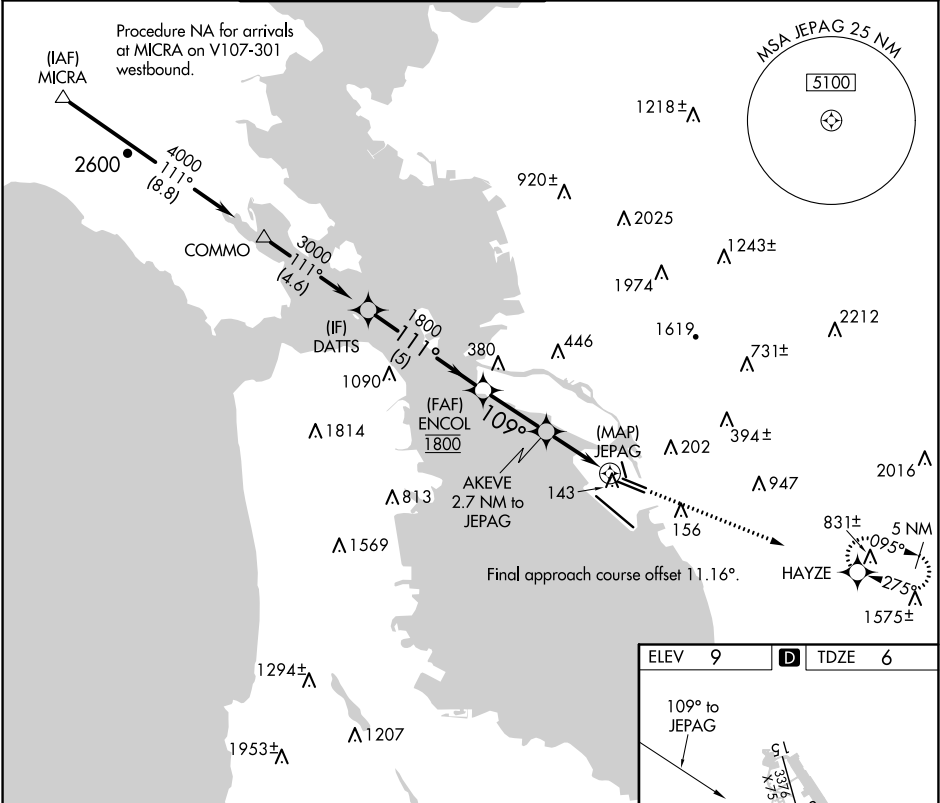 Procedure NA for arrivals
at MICRA on V107-301
westbound.
(IAF)
MICRA
2600
4000
111°
(8.8)
COMMO
3000
111°
(4.6)
(IF)
DATTS
1800
111°
(5)
MSA JEPAG 25 NM
5100
1218±
920±
2025
1243±
1974
1619
2212
731±
380
446
1090
(FAF)
ENCOL
1800
109°
1814
AKEVE
2.7 NM to
JEPAG
(MAP)
JEPAG
143
202
394±
2016
947
813
156
1569
831±
5 NM
095°
HAYZE
275°
1575±
Final approach course offset 11.16°.
1294±
1207
1953±
ELEV 9
D
TDZE 6
109° to
JEPAG
15
3376
X 75